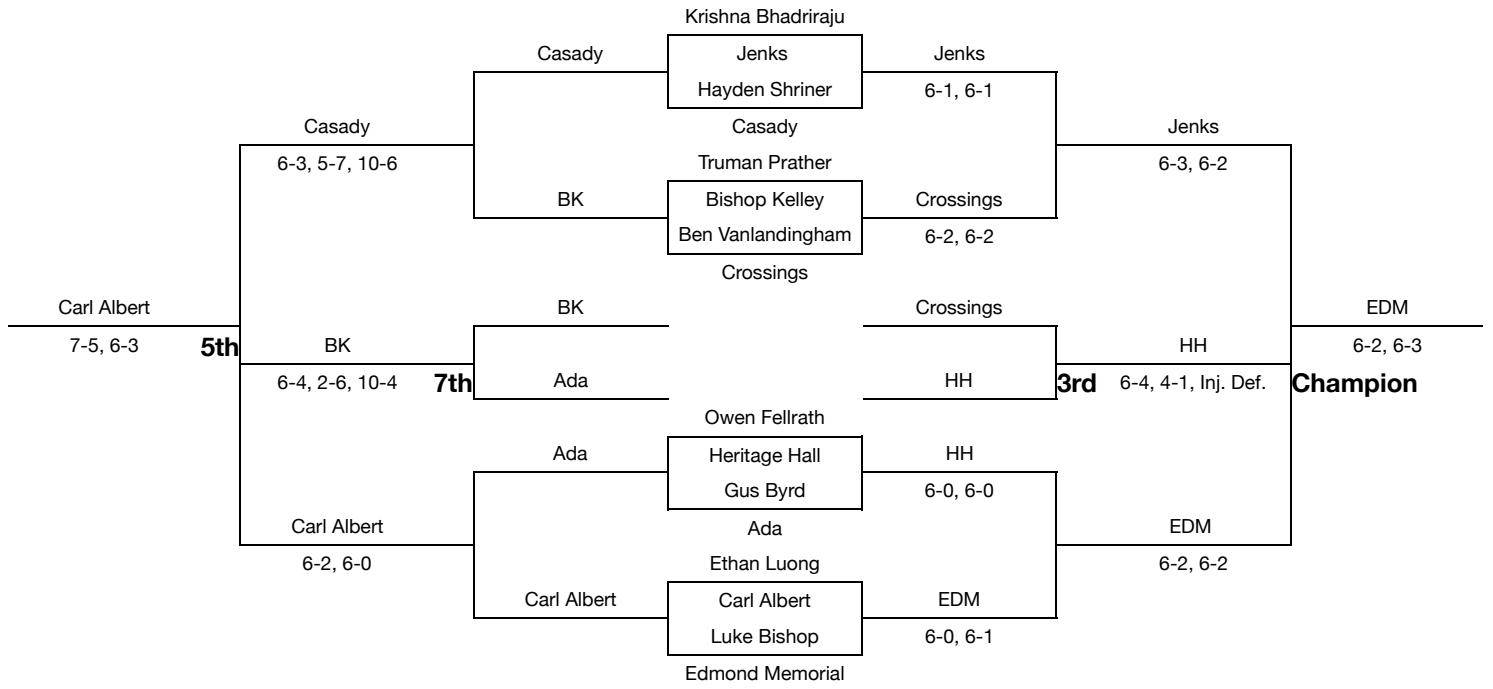 Krishna Bhadriraju
Casady
Jenks
Jenks
Hayden Shriner
6-1, 6-1
Casady
Casady
Jenks
6-3, 5-7, 10-6
Truman Prather
6-3, 6-2
BK
Bishop Kelley
Crossings
Ben Vanlandingham
6-2, 6-2
Crossings
Carl Albert
BK
Crossings
EDM
7-5, 6-3
5th
BK
HH
6-2, 6-3
6-4, 2-6, 10-4
7th
Ada
HH
3rd
6-4, 4-1, Inj. Def.
Champion
Owen Fellrath
Ada
Heritage Hall
HH
Gus Byrd
6-0, 6-0
Carl Albert
Ada
EDM
6-2, 6-0
Ethan Luong
6-2, 6-2
Carl Albert
Carl Albert
EDM
Luke Bishop
6-0, 6-1
Edmond Memorial